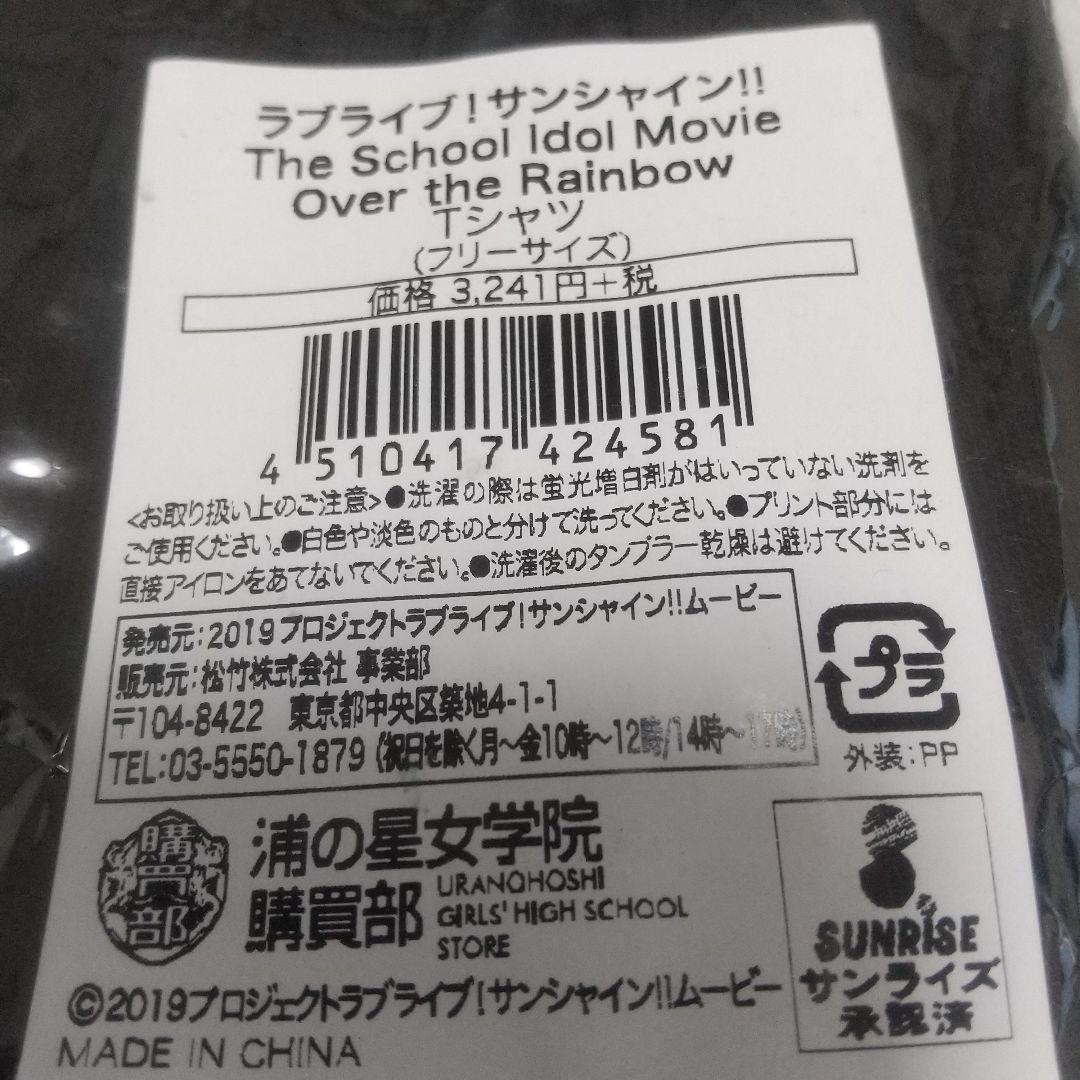 ラブライブ!サンシャイン!!
The School Idol Movie
Over the Rainbow
Tシャツ
(フリーサイズ)
価格 3,241円+税
4 510417 424581
<お取り扱い上のご注意>●洗濯の際は蛍光増白剤がはいっていない洗剤を
ご使用ください。●白色や淡色のものと分けて洗ってください。●プリント部分には
直接アイロンをあてないでください。●洗濯後のタンブラー乾燥は避けてください。
発売元:2019プロジェクトラブライブ!サンシャイン!!ムービー
販売元:松竹株式会社 事業部
〒104-8422 東京都中央区築地4-1-1
TEL:03-5550-1879 (祝日を除く月~金10時~12時/14時~17時)
プラ
外装:PP
購買部
浦の星女学院
購買部
URANOHOSHI
GIRLS' HIGH SCHOOL
STORE
SUNRISE
サンライズ
承認済
©2019プロジェクトラブライブ!サンシャイン!!ムービー
MADE IN CHINA